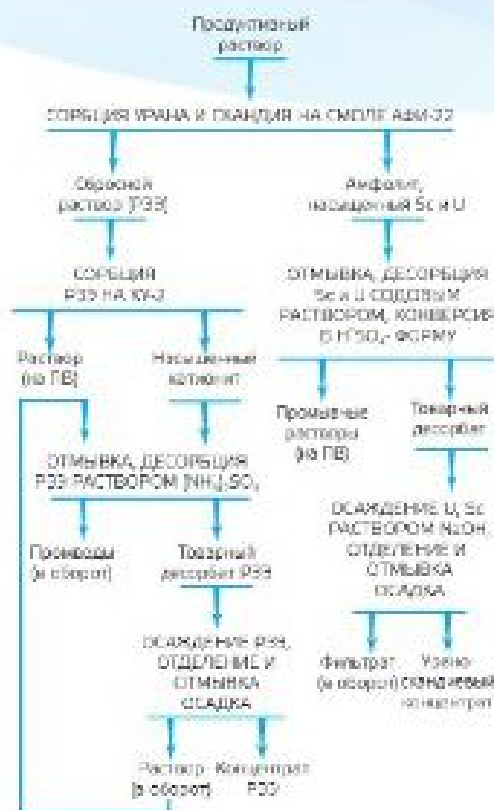 Продуктивный
раствор
СОРБЦИЯ УРАНА И СКАНДИЯ НА СМОЛЕ АФИ-22
Сбросной
раствор (РЗЭ)
СОРБЦИЯ
РЗЭ НА КУ-2
Раствор
(на ПВ)
Насыщенный
катионит
ОТМЫВКА, ДЕСОРБЦИЯ
РЗЭ РАСТВОРОМ (NH₄)₂SO₄
Промводы
(в оборот)
Товарный
десорбат РЗЭ
ОСАЖДЕНИЕ РЗЭ,
ОТДЕЛЕНИЕ И
ОТМЫВКА
ОСАДКА
Раствор
(в оборот)
Концентрат
РЗЭ
Амфолит,
насыщенный Sc и U
ОТМЫВКА, ДЕСОРБЦИЯ
Sc и U СОДОВЫМ
РАСТВОРОМ, КОНВЕРСИЯ
В HSO₄- ФОРМУ
Промывные
растворы
(на ПВ)
Товарный
десорбат
ОСАЖДЕНИЕ U, Sc
РАСТВОРОМ NaOH,
ОТДЕЛЕНИЕ И
ОТМЫВКА
ОСАДКА
Фильтрат
(в оборот)
Урано-
скандиевый
концентрат